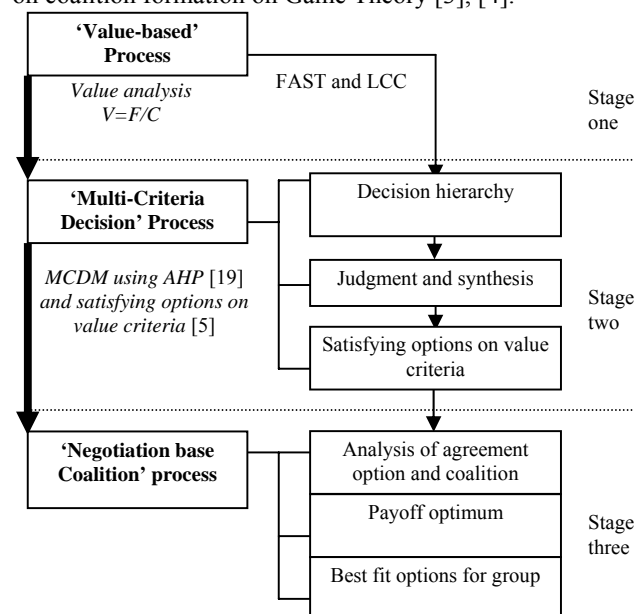 on coalition formation on Game Theory [3], [4].
‘Value-based’
Process
Value analysis
V=F/C
FAST and LCC
Stage
one
‘Multi-Criteria
Decision’ Process
Decision hierarchy
MCDM using AHP [19]
and satisfying options on
value criteria [5]
Judgment and synthesis
Stage
two
Satisfying options on value
criteria
‘Negotiation base
Coalition’ process
Analysis of agreement
option and coalition
Payoff optimum
Stage
three
Best fit options for group